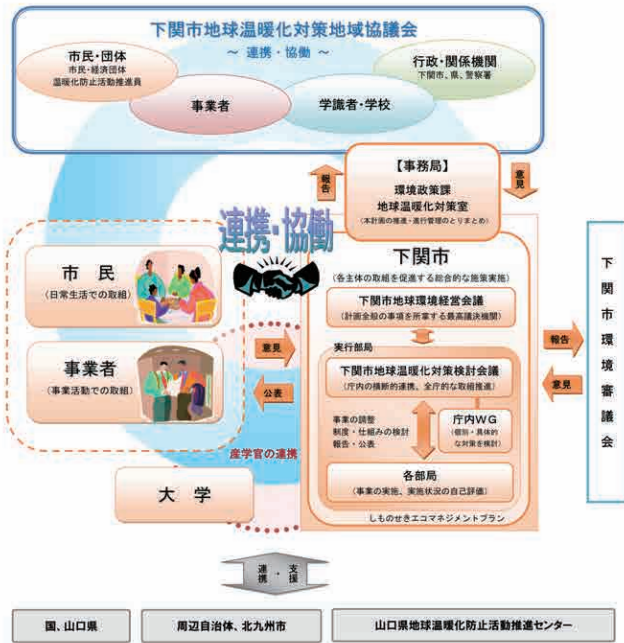 下関市地球温暖化対策地域協議会
～ 連携・協働 ～
市民・団体
市民・経済団体
温暖化防止活動推進員
事業者
学識者・学校
行政・関係機関
下関市、県、警察署
報告
【事務局】
環境政策課
地球温暖化対策室
(本計画の推進・進行管理のとりまとめ)
意見
連携・協働
市 民
(日常生活での取組)
事業者
(事業活動での取組)
意見
公表
産学官の連携
大 学
下関市
(各主体の取組を促進する総合的な施策実施)
下関市地球環境経営会議
(計画全般の事項を所掌する最高議決機関)
実行部局
下関市地球温暖化対策検討会議
(庁内の横断的連携、全庁的な取組推進)
事業の調整
制度・仕組みの検討
報告・公表
庁内WG
(個別・具体的
な対策を検討)
各部局
(事業の実施、実施状況の自己評価)
しものせきエコマネジメントプラン
報告
意見
下関市環境審議会
連携・支援
国、山口県
周辺自治体、北九州市
山口県地球温暖化防止活動推進センター